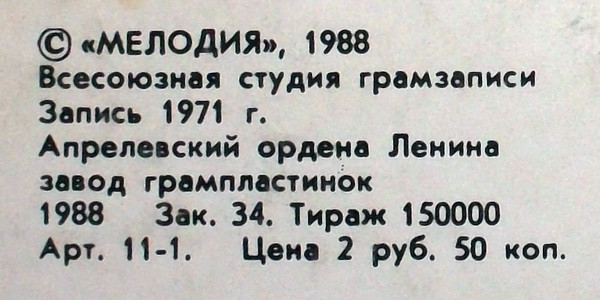 © «МЕЛОДИЯ», 1988
Всесоюзная студия грамзаписи
Запись 1971 г.
Апрелевский ордена Ленина
завод грампластинок
1988 Зак. 34. Тираж 150000
Арт. 11-1. Цена 2 руб. 50 коп.